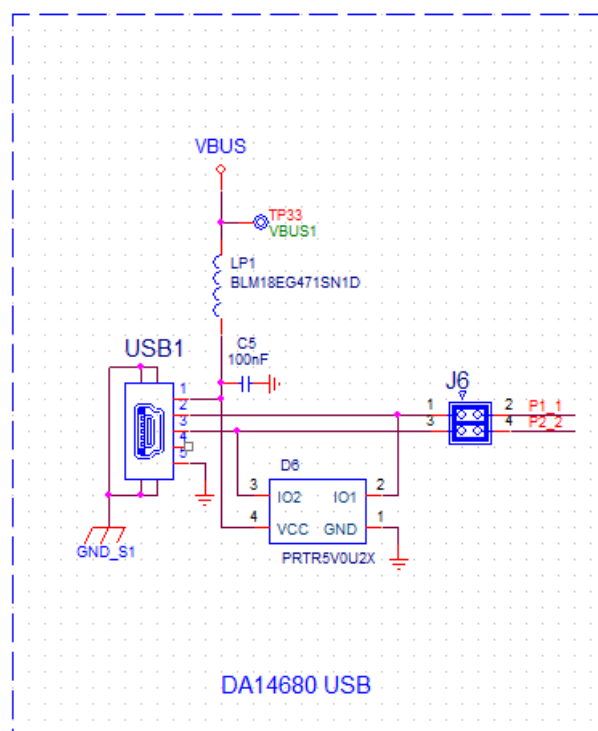 VBUS
TP33
VBUS1
LP1
BLM18EG471SN1D
C5
100nF
USB1
1
2
3
4
5
J6
1 2 P1_1
3 4 P2_2
D6
3 IO2 IO1 2
4 VCC GND 1
PRTR5V0U2X
GND_S1
DA14680 USB